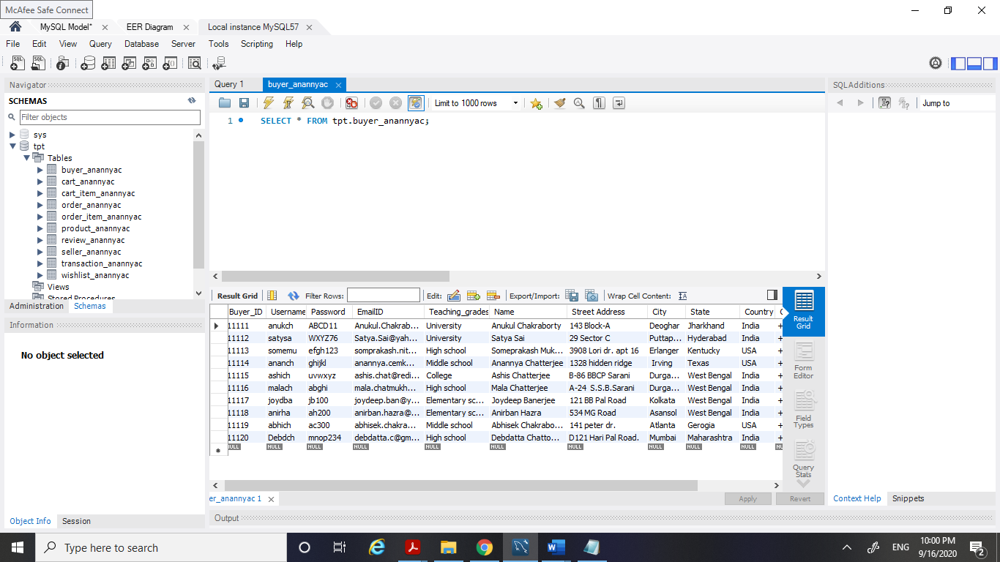 McAfee Safe Connect
MySQL Model* EER Diagram Local instance MySQL57
File Edit View Query Database Server Tools Scripting Help
Navigator
SCHEMAS
Filter objects
sys
tpt
Tables
buyer_anannyac
cart_anannyac
cart_item_anannyac
order_anannyac
order_item_anannyac
product_anannyac
review_anannyac
seller_anannyac
transaction_anannyac
wishlist_anannyac
Views
Stored Procedures
Administration Schemas
Information
No object selected
Object Info Session
Query 1 buyer_anannyac
Limit to 1000 rows
1 SELECT * FROM tpt.buyer_anannyac;
Result Grid Filter Rows: Edit: Export/Import: Wrap Cell Content:
Buyer_ID Username Password EmailID Teaching_grades Name Street Address City State Country
11111 anukch ABCD11 Anukul.Chakrab... University Anukul Chakraborty 143 Block-A Deoghar Jharkhand India +
11112 satysa WXYZ76 Satya.Sai@yah... University Satya Sai 29 Sector C Puttap... Hyderabad India +
11113 somemu efgh123 somprakash.nit... High school Someprakash Muk... 3908 Lori dr. apt 16 Erlanger Kentucky USA +
11114 ananch ghijkl anannya.cemk... Middle school Anannya Chatterjee 1328 hidden ridge Irving Texas USA +
11115 ashich uvwxyz ashis.chat@redi... College Ashis Chatterjee B-86 BBCP Sarani Durga... West Bengal India +
11116 malach abghi mala.chatmukh... High school Mala Chatterjee A-24 S.S.B.Sarani Durga... West Bengal India +
11117 joydba jb100 joydeep.ban@y... Elementary sc... Joydeep Banerjee 121 BB Pal Road Kolkata West Bengal India +
11118 anirha ah200 anirban.hazra@... Elementary sc... Anirban Hazra 534 MG Road Asansol West Bengal India +
11119 abhich ac300 abhisek.chakra... Middle school Abhisek Chakrabo... 141 peter dr. Atlanta Gerogia USA +
11120 Debdch mnop234 debdatta.c@gm... High school Debdatta Chatto... D121 Hari Pal Road. Mumbai Maharashtra India +
NULL NULL NULL NULL NULL NULL NULL NULL NULL NULL
Result Grid
Form Editor
Field Types
Query Stats
er_anannyac 1
Apply Revert
Output
SQLAdditions
Jump to
Context Help Snippets
Type here to search
ENG
10:00 PM
9/16/2020
2